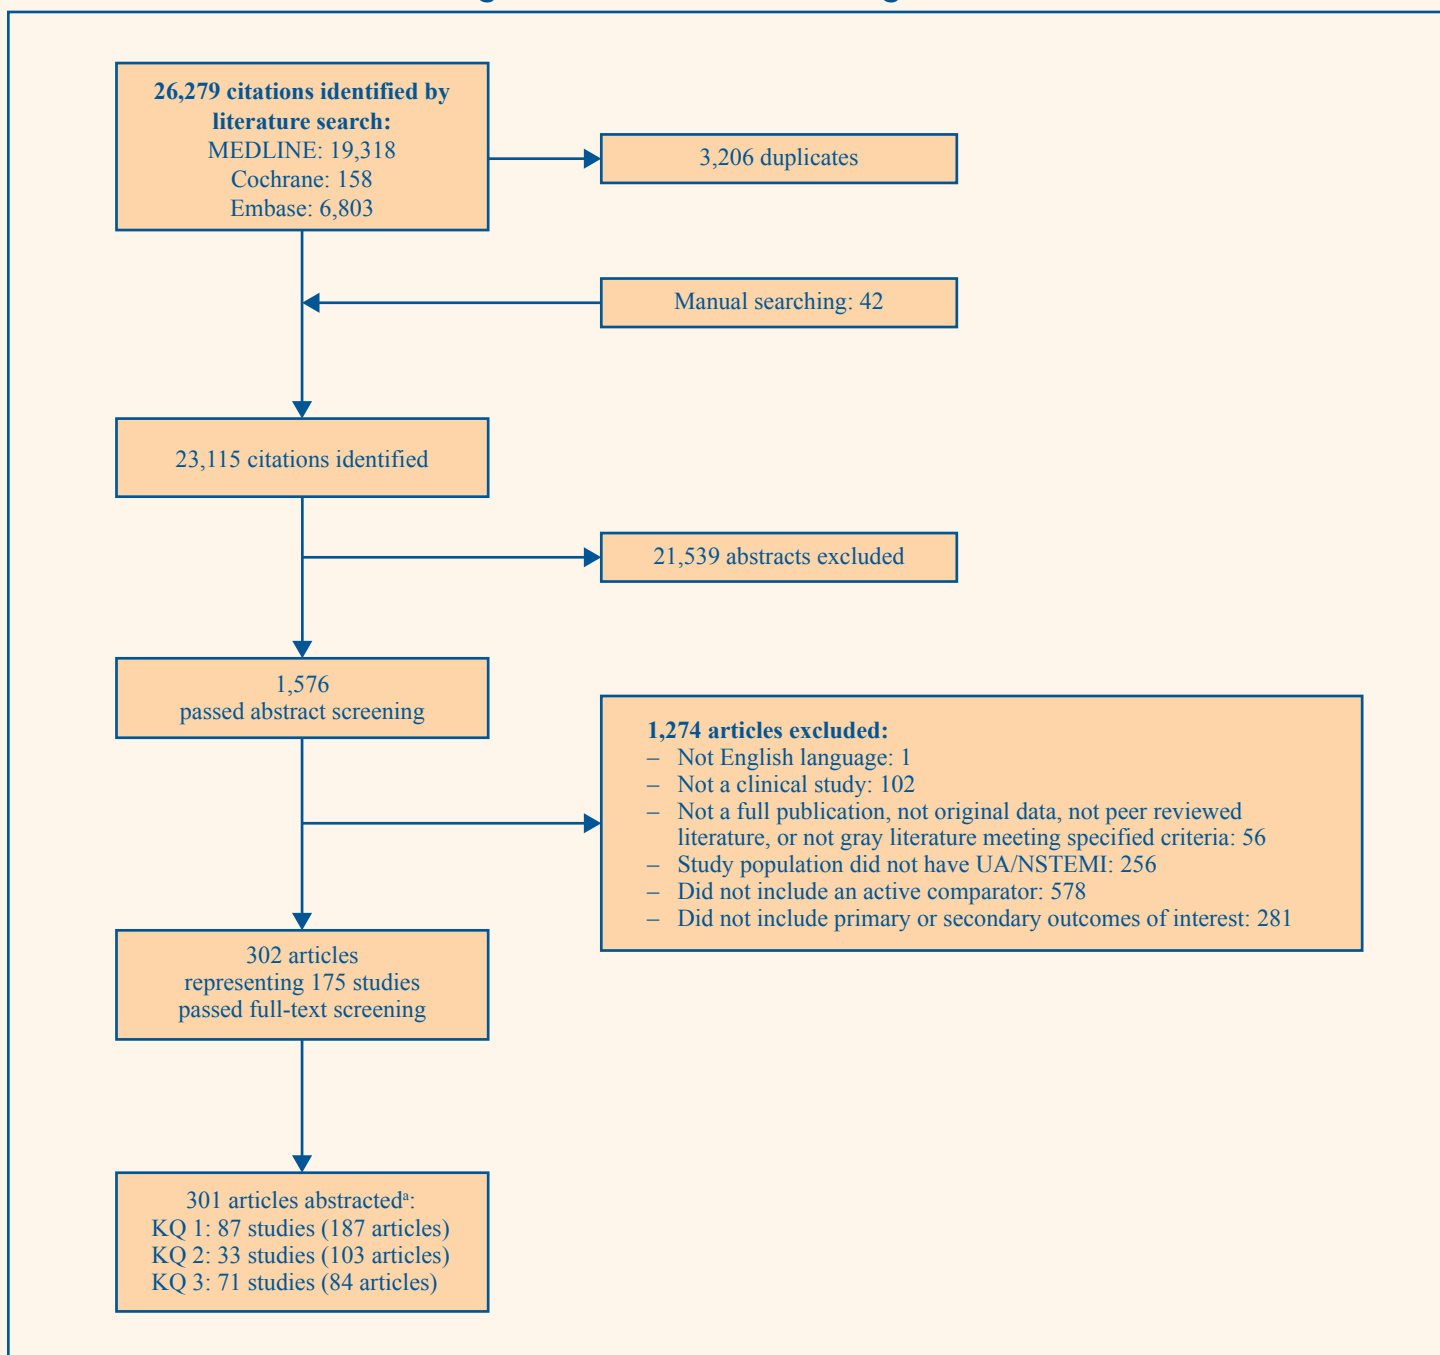 26,279 citations identified by
literature search:
MEDLINE: 19,318
Cochrane: 158
Embase: 6,803
3,206 duplicates
Manual searching: 42
23,115 citations identified
21,539 abstracts excluded
1,576
passed abstract screening
1,274 articles excluded:
– Not English language: 1
– Not a clinical study: 102
– Not a full publication, not original data, not peer reviewed
literature, or not gray literature meeting specified criteria: 56
– Study population did not have UA/NSTEMI: 256
– Did not include an active comparator: 578
– Did not include primary or secondary outcomes of interest: 281
302 articles
representing 175 studies
passed full-text screening
301 articles abstractedª:
KQ 1: 87 studies (187 articles)
KQ 2: 33 studies (103 articles)
KQ 3: 71 studies (84 articles)